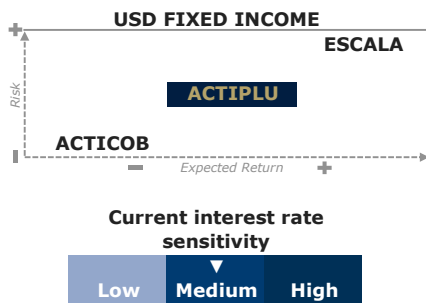 USD FIXED INCOME
ESCALA
Risk
ACTIPLU
ACTICOB
Expected Return
Current interest rate
sensitivity
Low Medium High